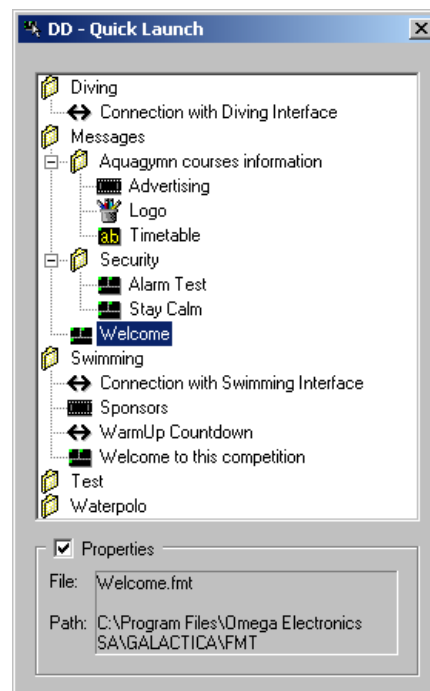 DD - Quick Launch
Diving
Connection with Diving Interface
Messages
Aquagymn courses information
Advertising
Logo
ab Timetable
Security
Alarm Test
Stay Calm
Welcome
Swimming
Connection with Swimming Interface
Sponsors
WarmUp Countdown
Welcome to this competition
Test
Waterpolo
Properties
File: Welcome.fmt
Path: C:\Program Files\Omega Electronics
SA\GALACTICA\FMT